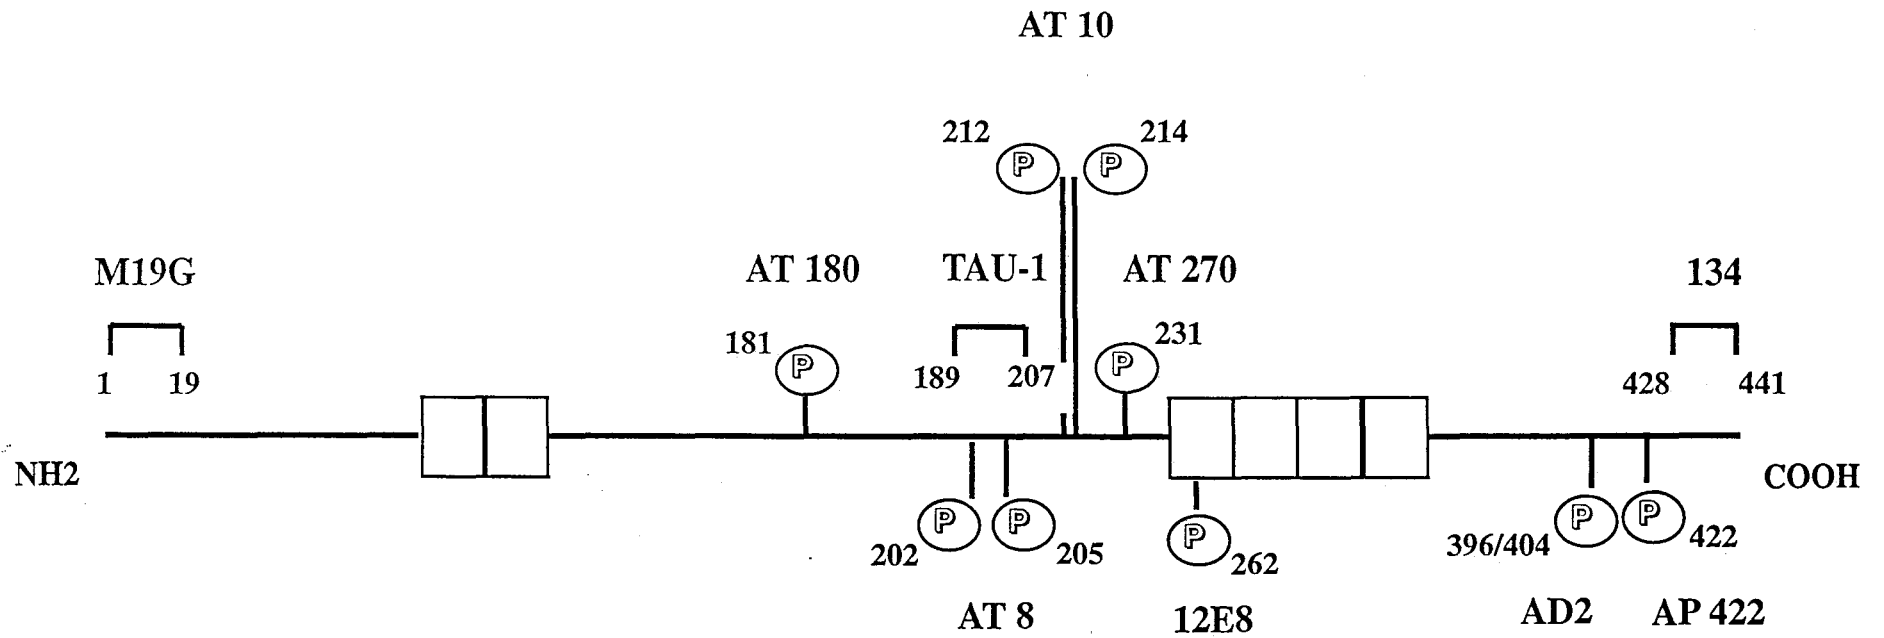 AT 10
212
214
P
P
M19G
AT 180
TAU-1
AT 270
134
181
P
231
P
1
19
189
207
428
441
NH2
COOH
P
P
202
205
P
262
P
P
396/404
422
AT 8
12E8
AD2
AP 422